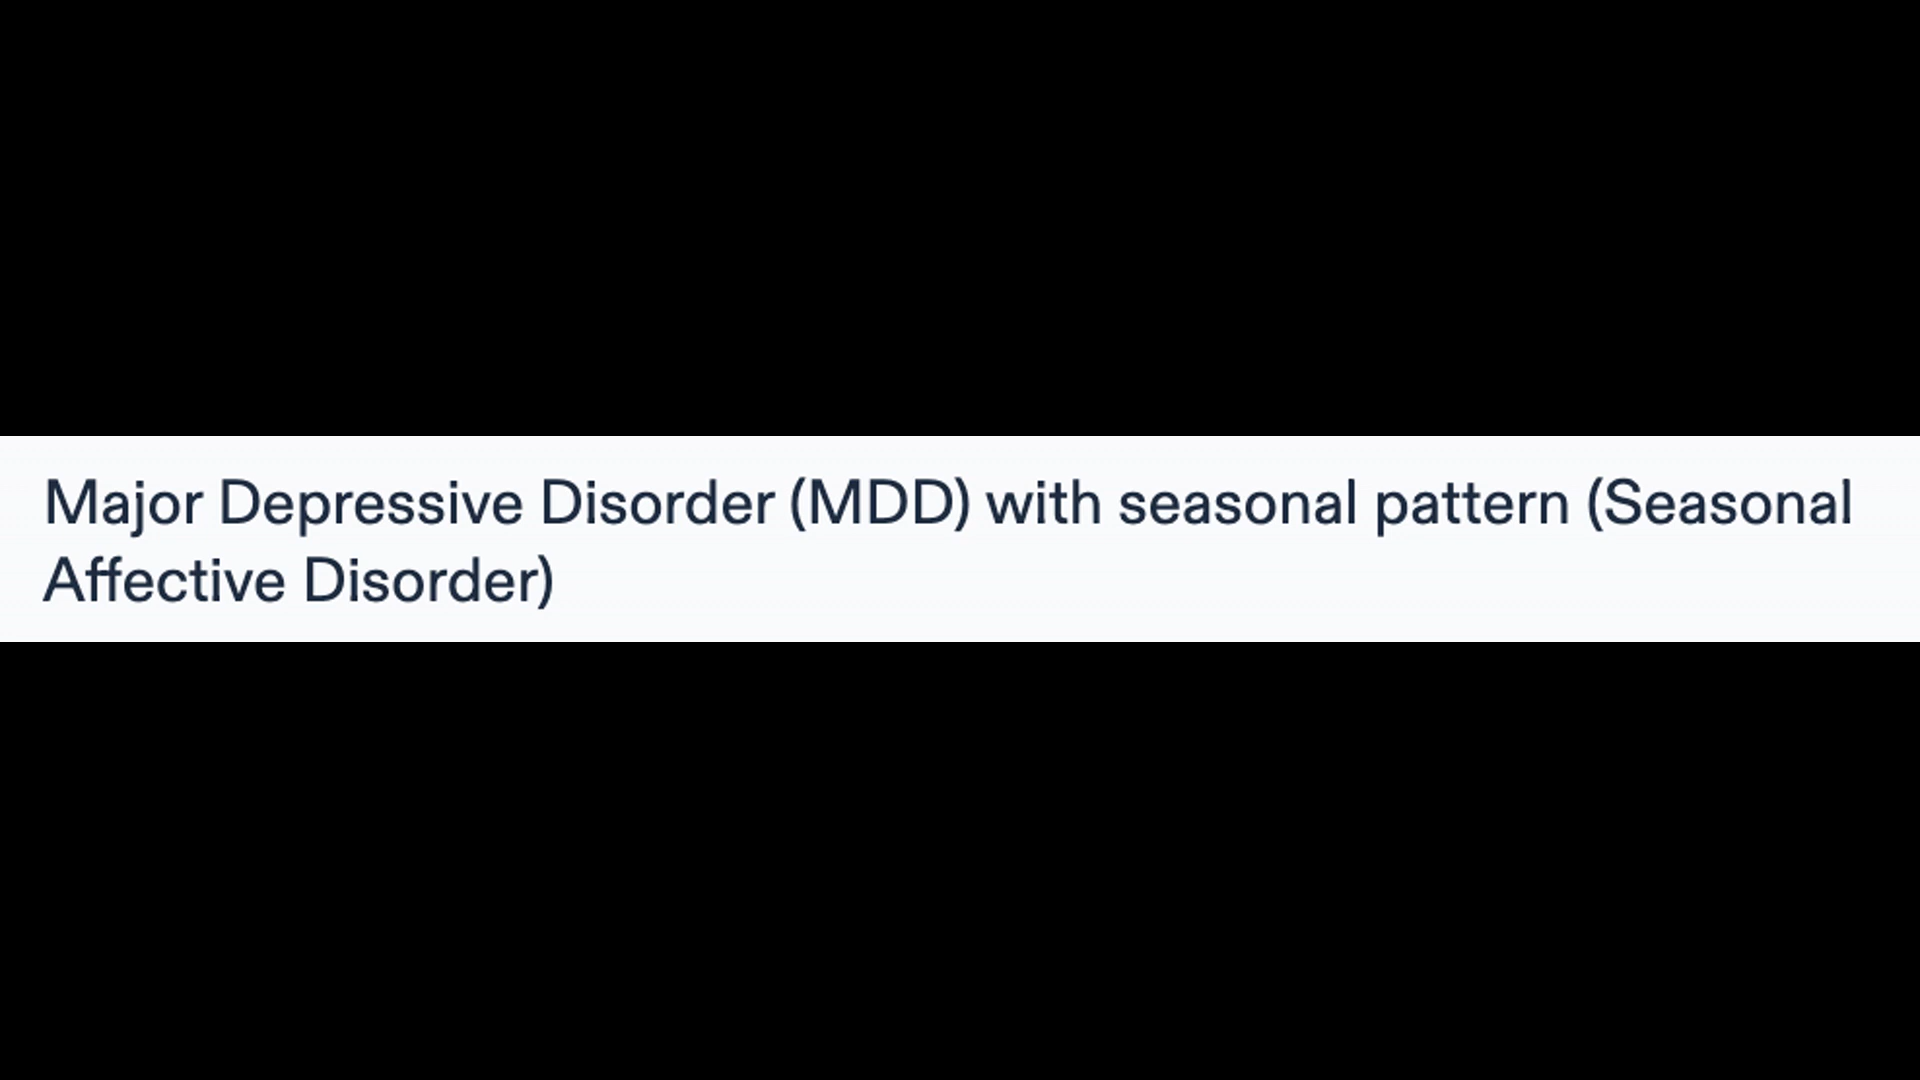 Major Depressive Disorder (MDD) with seasonal pattern (Seasonal
Affective Disorder)